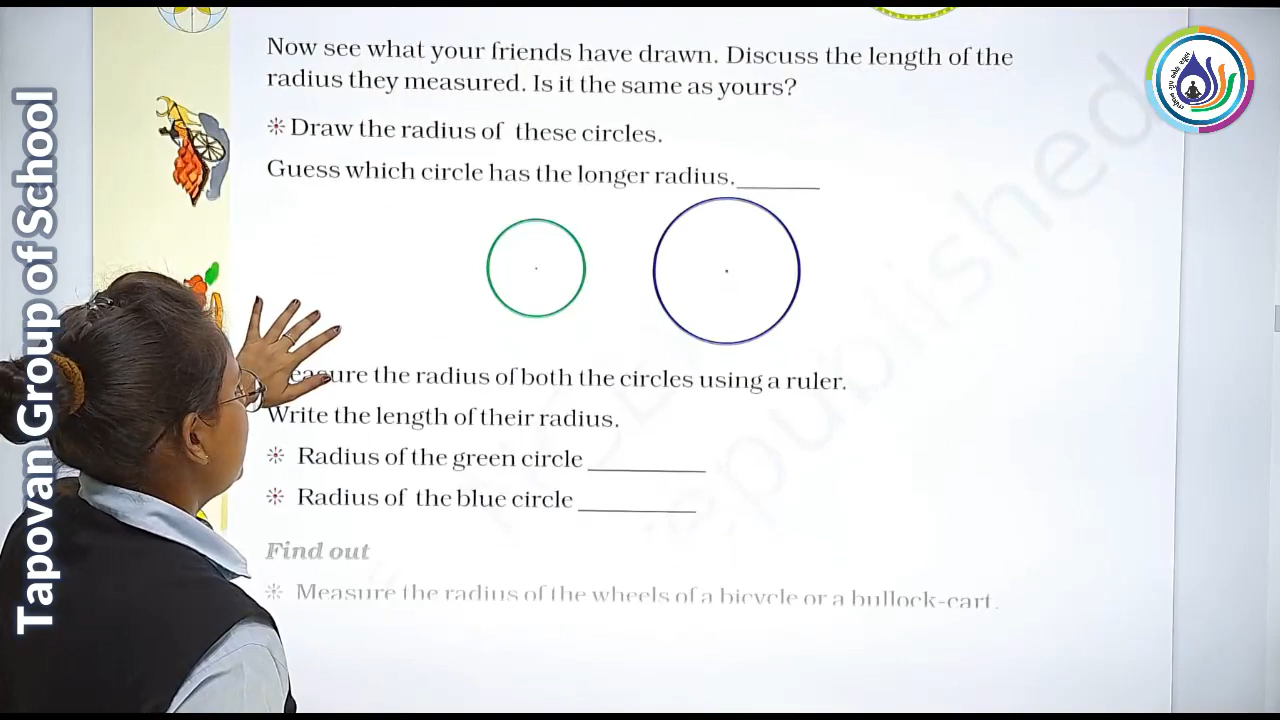 Tapovan Group of School
Now see what your friends have drawn. Discuss the length of the
radius they measured. Is it the same as yours?
Draw the radius of these circles.
Guess which circle has the longer radius.
easure the radius of both the circles using a ruler.
Write the length of their radius.
Radius of the green circle
Radius of the blue circle
Find out
Measure the radius of the wheels of a bicycle or a bullock-cart.